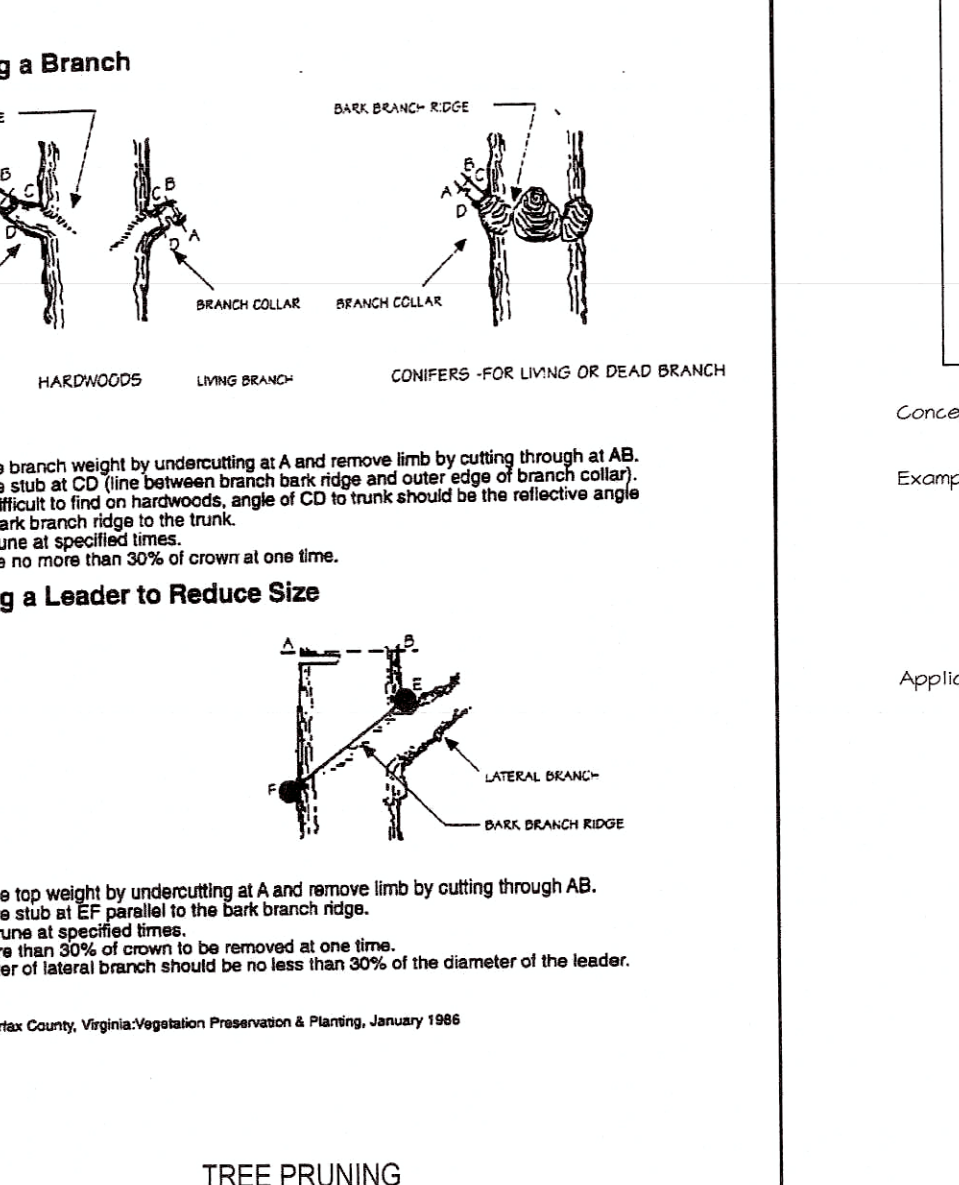 g a Branch
E
BARK BRANCH RIDGE
B
C
D
C B
D A
B
C
A
D
BRANCH COLLAR
BRANCH COLLAR
HARDWOODS
LIVING BRANCH
CONIFERS -FOR LIVING OR DEAD BRANCH
e branch weight by undercutting at A and remove limb by cutting through at AB.
e stub at CD (line between branch bark ridge and outer edge of branch collar).
ifficult to find on hardwoods, angle of CD to trunk should be the reflective angle
ark branch ridge to the trunk.
une at specified times.
e no more than 30% of crown at one time.
g a Leader to Reduce Size
A
B
E
F
LATERAL BRANCH
BARK BRANCH RIDGE
e top weight by undercutting at A and remove limb by cutting through AB.
e stub at EF parallel to the bark branch ridge.
une at specified times.
re than 30% of crown to be removed at one time.
er of lateral branch should be no less than 30% of the diameter of the leader.
rfax County, Virginia:Vegetation Preservation & Planting, January 1986
TREE PRUNING
Conce
Examp
Applic